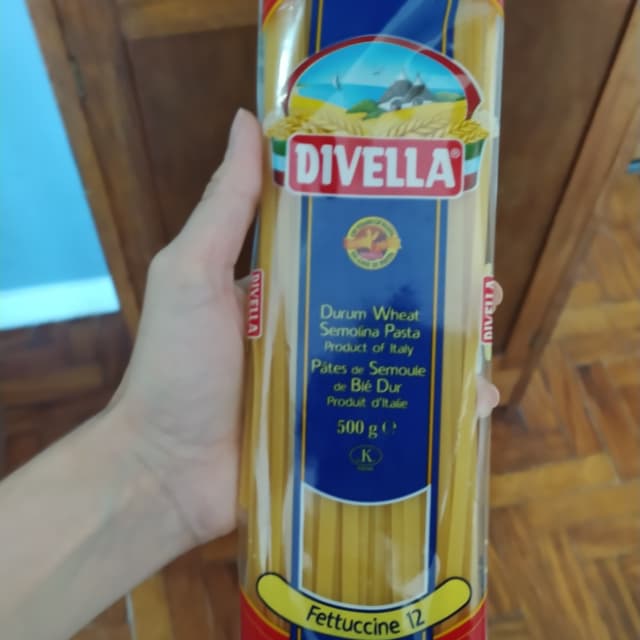 DIVELLA®
DIVELLA
DIVELLA
Durum Wheat
Semolina Pasta
Product of Italy
Pâtes de Semoule
de Blé Dur
Produit d'Italie
500 g ℮
K
Fettuccine 12